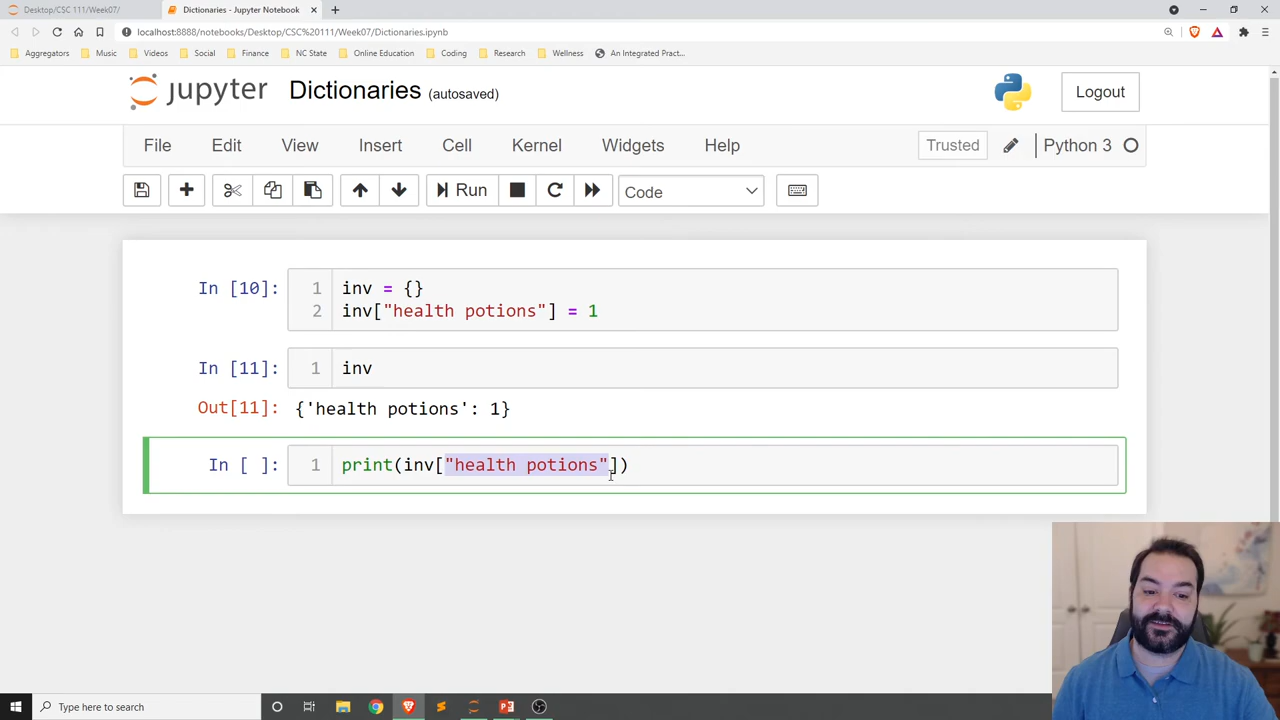 Desktop/CSC 111/Week07/
Dictionaries - Jupyter Notebook
localhost:8888/notebooks/Desktop/CSC%20111/Week07/Dictionaries.ipynb
Aggregators Music Videos Social Finance NC State Online Education Coding Research Wellness An Integrated Pract...
jupyter Dictionaries (autosaved)
Logout
File Edit View Insert Cell Kernel Widgets Help
Trusted Python 3
Run Code
In [10]: 1 inv = {}
2 inv["health potions"] = 1
In [11]: 1 inv
Out[11]: {'health potions': 1}
In [ ]: 1 print(inv["health potions"])
Type here to search